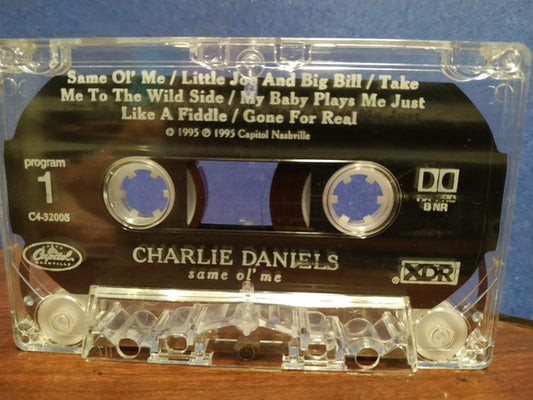 Same Ol' Me / Little Joe And Big Bill / Take
Me To The Wild Side / My Baby Plays Me Just
Like A Fiddle / Gone For Real
© 1995 ℗ 1995 Capitol Nashville
program
1
C4-32008
B NR
Capitol
NASHVILLE
CHARLIE DANIELS
same ol' me
XDR